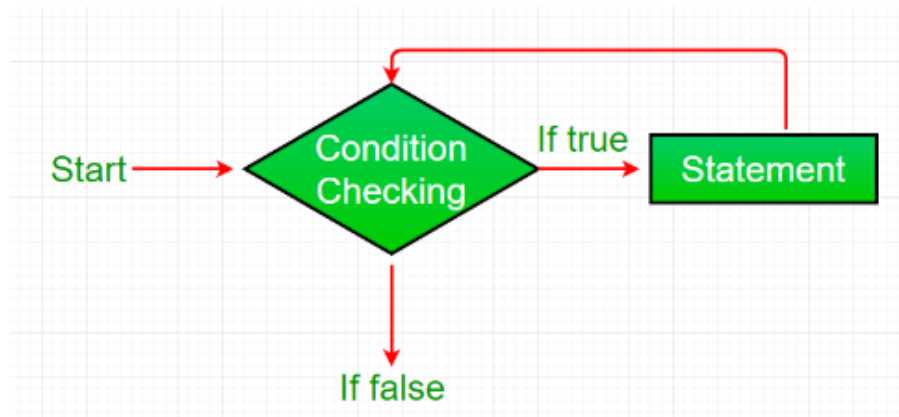 Start
Condition
Checking
If true
Statement
If false